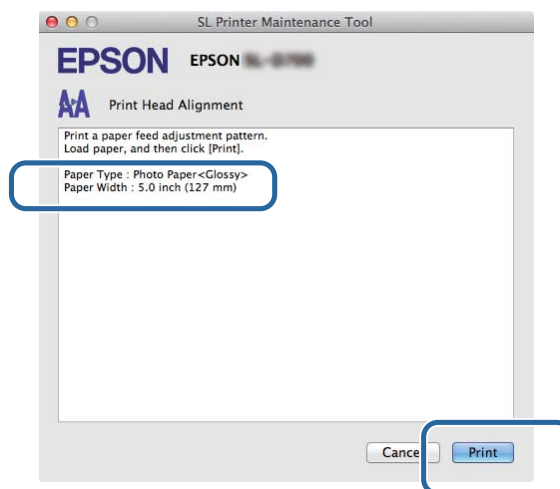 SL Printer Maintenance Tool
EPSON EPSON
Print Head Alignment
Print a paper feed adjustment pattern.
Load paper, and then click [Print].
Paper Type : Photo Paper<Glossy>
Paper Width : 5.0 inch (127 mm)
Print